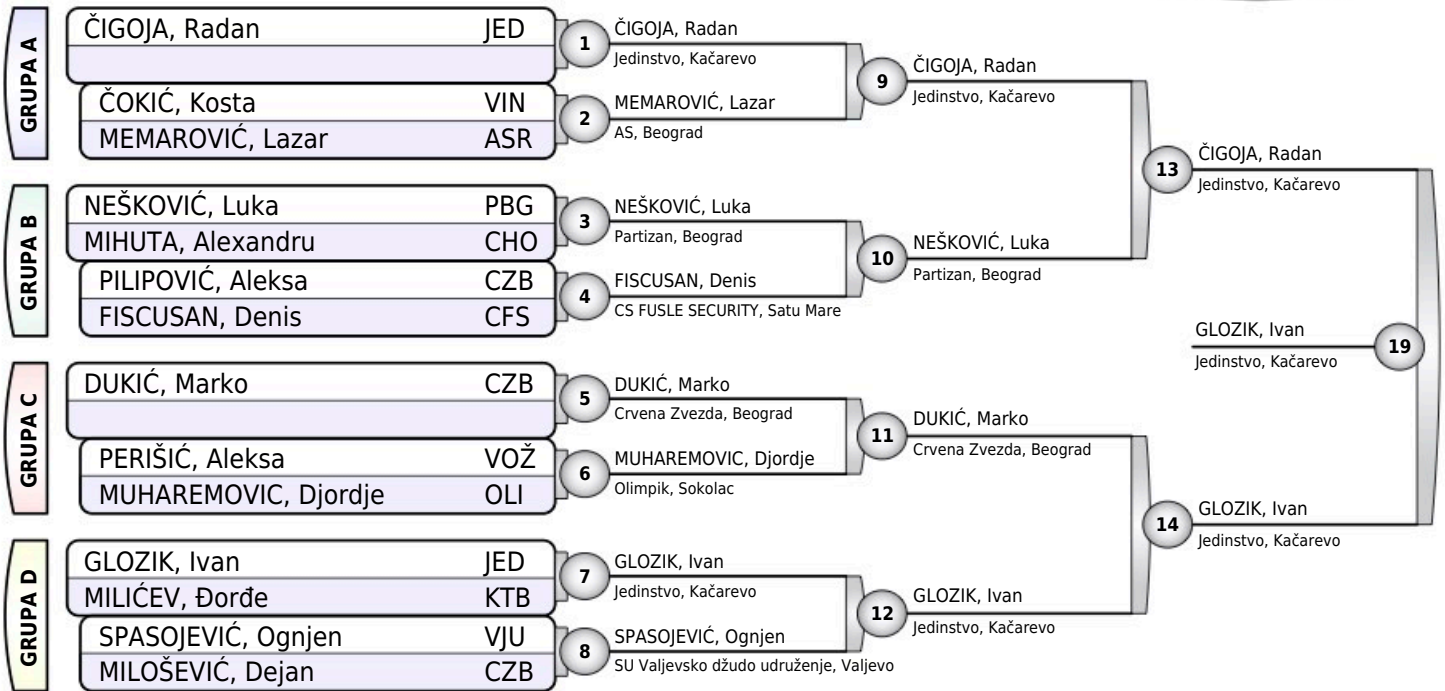 GRUPA A
ČIGOJA, Radan JED
ČOKIĆ, Kosta VIN
MEMAROVIĆ, Lazar ASR
GRUPA B
NEŠKOVIĆ, Luka PBG
MIHUTA, Alexandru CHO
PILIPOVIĆ, Aleksa CZB
FISCUSAN, Denis CFS
GRUPA C
DUKIĆ, Marko CZB
PERIŠIĆ, Aleksa VOŽ
MUHAREMOVIC, Djordje OLI
GRUPA D
GLOZIK, Ivan JED
MILIĆEV, Đorđe KTB
SPASOJEVIĆ, Ognjen VJU
MILOŠEVIĆ, Dejan CZB
1
ČIGOJA, Radan
Jedinstvo, Kačarevo
2
MEMAROVIĆ, Lazar
AS, Beograd
3
NEŠKOVIĆ, Luka
Partizan, Beograd
4
FISCUSAN, Denis
CS FUSLE SECURITY, Satu Mare
5
DUKIĆ, Marko
Crvena Zvezda, Beograd
6
MUHAREMOVIC, Djordje
Olimpik, Sokolac
7
GLOZIK, Ivan
Jedinstvo, Kačarevo
8
SPASOJEVIĆ, Ognjen
SU Valjevsko džudo udruženje, Valjevo
9
ČIGOJA, Radan
Jedinstvo, Kačarevo
10
NEŠKOVIĆ, Luka
Partizan, Beograd
11
DUKIĆ, Marko
Crvena Zvezda, Beograd
12
GLOZIK, Ivan
Jedinstvo, Kačarevo
13
ČIGOJA, Radan
Jedinstvo, Kačarevo
14
GLOZIK, Ivan
Jedinstvo, Kačarevo
GLOZIK, Ivan
Jedinstvo, Kačarevo
19